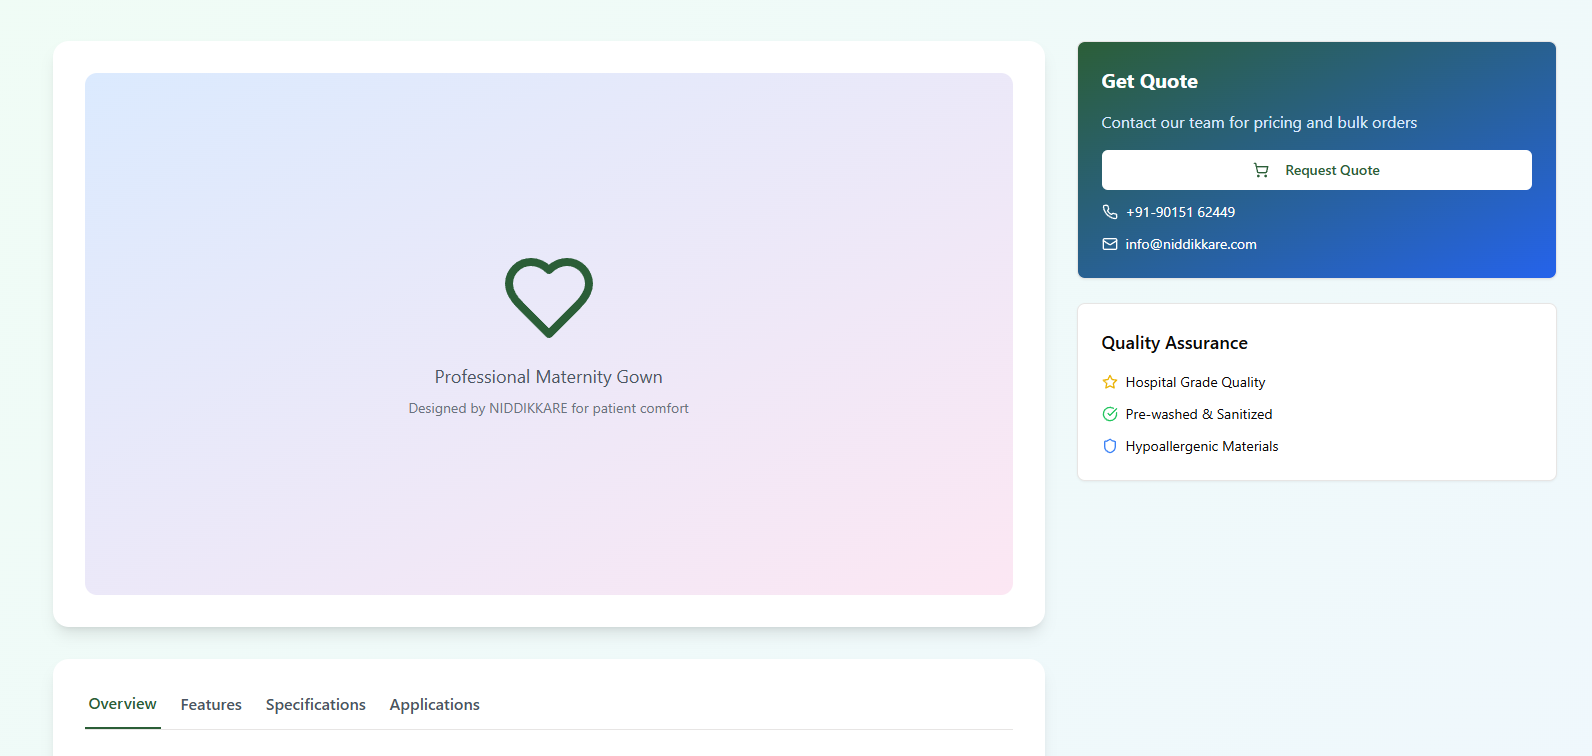 Professional Maternity Gown
Designed by NIDDIKKARE for patient comfort
Overview Features Specifications Applications
Get Quote
Contact our team for pricing and bulk orders
Request Quote
+91-90151 62449
info@niddikkare.com
Quality Assurance
Hospital Grade Quality
Pre-washed & Sanitized
Hypoallergenic Materials